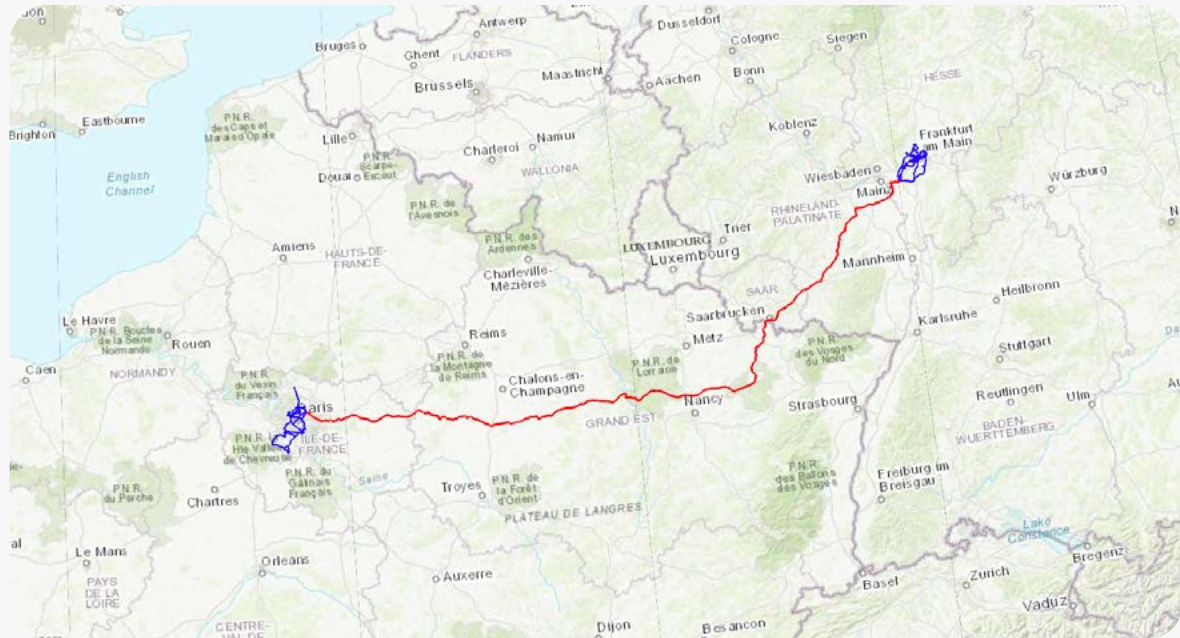 Antwerp
Dusseldorf
Cologne
Siegen
Bruges
Ghent
FLANDERS
Brussels
Maastricht
Aachen
Bonn
HESSE
Brighton
Eastbourne
P.N.R.
des Caps et
Marais d'Opale
Lille
P.N.R.
Scarpe-
Escaut
Douai
Charleroi
Namur
WALLONIA
Koblenz
Frankfurt
am Main
English
Channel
P.N.R. de
l'Avesnois
Wiesbaden
Mainz
RHINELAND-
PALATINATE
Würzburg
Amiens
HAUTS-DE-
FRANCE
P.N.R. des
Ardennes
Charleville-
Mézières
LUXEMBOURG
Luxembourg
Trier
Mannheim
Heilbronn
SAAR
Saarbrucken
Le Havre
P.N.R. Boucles
de la Seine
Normande
Rouen
Reims
Metz
Karlsruhe
Caen
NORMANDY
P.N.R.
du Vexin
Français
P.N.R. de
la Montagne
de Reims
Chalons-en-
Champagne
P.N.R. de
Lorraine
P.N.R.
des Vosges
du Nord
Stuttgart
Reutlingen
Ulm
Paris
Nancy
Strasbourg
GRAND EST
BADEN-
WUERTTEMBERG
ILE-DE-
FRANCE
Hte Vallée
de Chevreuse
P.N.R. du
Gâtinais
Français
Seine
Chartres
P.N.R.
du Perche
Troyes
P.N.R. de
la Forêt
d'Orient
P.N.R.
des Ballons
des Vosges
Freiburg im
Breisgau
PLATEAU DE LANGRES
Le Mans
PAYS
DE LA
LOIRE
Orleans
Auxerre
Lake
Constance
Bregenz
Basel
Zurich
Vaduz
CENTRE-
VAL DE
Dijon
Besancon